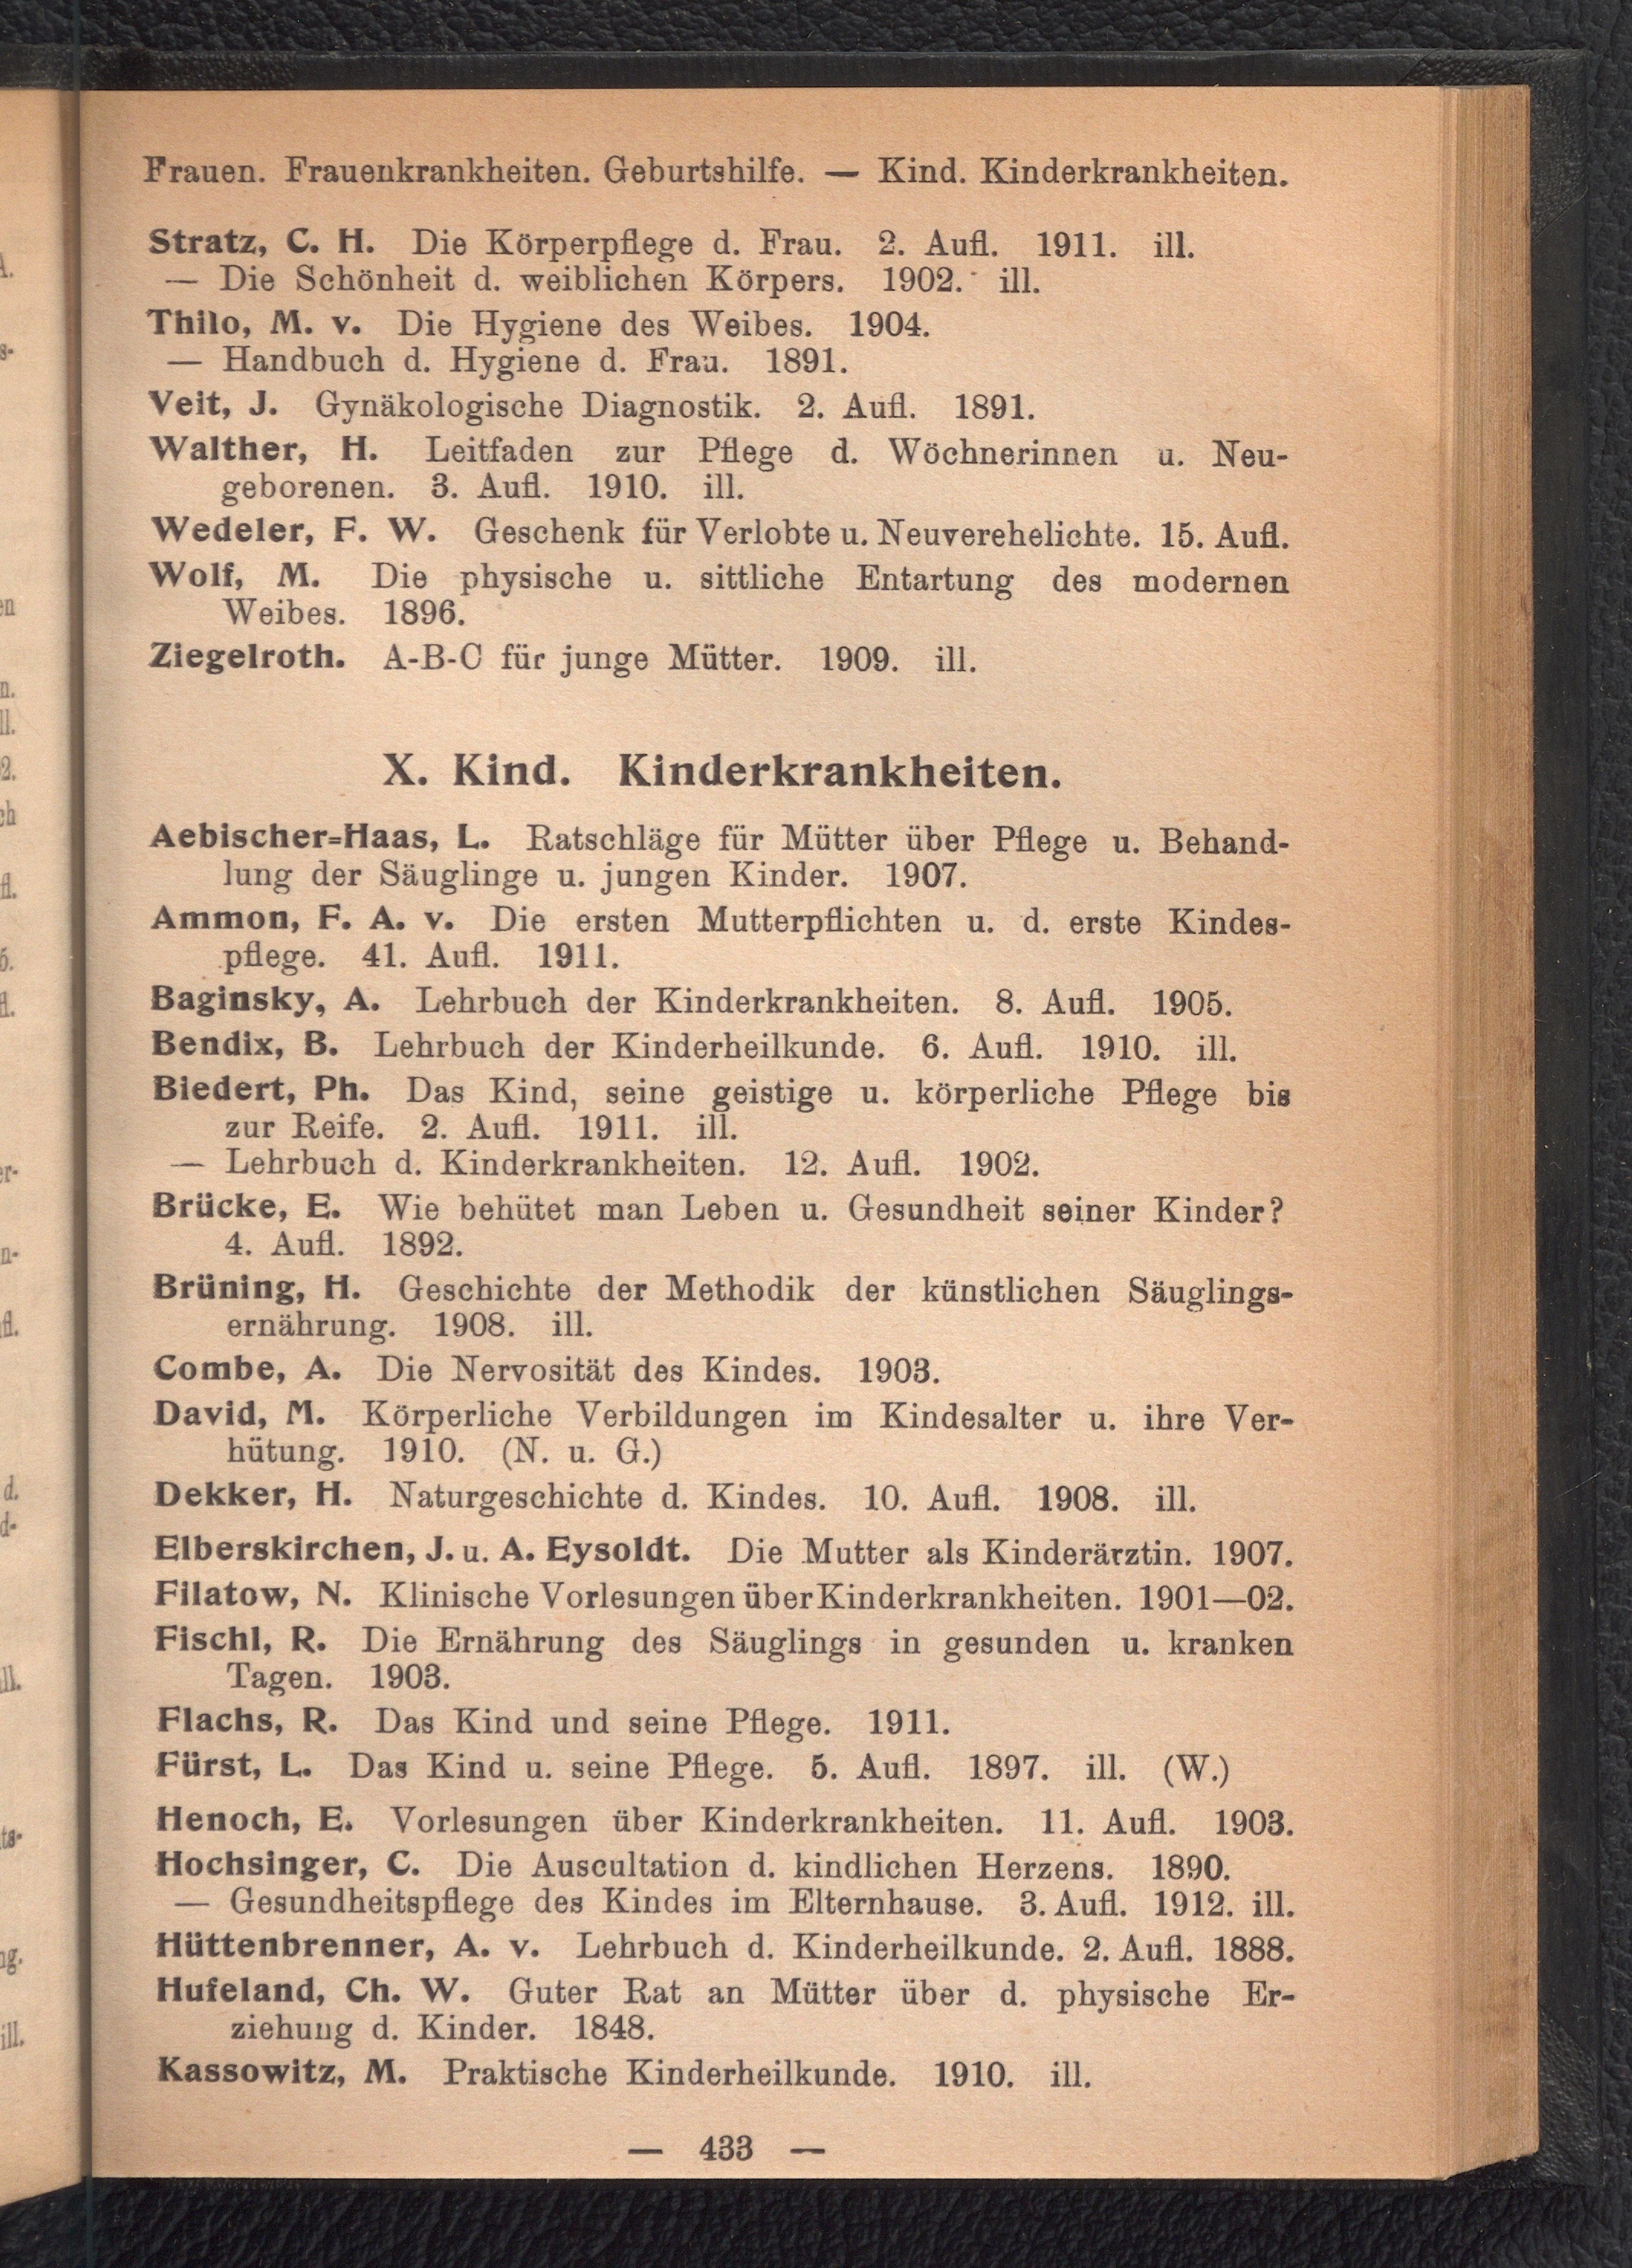 Frauen. Frauenkrankheiten. Geburtshilfe. — Kind. Kinderkrankheiten.
Stratz, C. H. Die Körperpflege d. Frau. 2. Aufl. 1911. ill.
— Die Schönheit d. weiblichen Körpers. 1902. ill.
Thilo, M. v. Die Hygiene des Weibes. 1904.
— Handbuch d. Hygiene d. Frau. 1891.
Veit, J. Gynäkologische Diagnostik. 2. Aufl. 1891.
Walther, H. Leitfaden zur Pflege d. Wöchnerinnen u. Neu-
geborenen. 3. Aufl. 1910. ill.
Wedeler, F. W. Geschenk für Verlobte u. Neuverehelichte. 15. Aufl.
Wolf, M. Die physische u. sittliche Entartung des modernen
Weibes. 1896.
Ziegelroth. A-B-C für junge Mütter. 1909. ill.
X. Kind. Kinderkrankheiten.
Aebischer=Haas, L. Ratschläge für Mütter über Pflege u. Behand-
lung der Säuglinge u. jungen Kinder. 1907.
Ammon, F. A. v. Die ersten Mutterpflichten u. d. erste Kindes-
pflege. 41. Aufl. 1911.
Baginsky, A. Lehrbuch der Kinderkrankheiten. 8. Aufl. 1905.
Bendix, B. Lehrbuch der Kinderheilkunde. 6. Aufl. 1910. ill.
Biedert, Ph. Das Kind, seine geistige u. körperliche Pflege bis
zur Reife. 2. Aufl. 1911. ill.
— Lehrbuch d. Kinderkrankheiten. 12. Aufl. 1902.
Brücke, E. Wie behütet man Leben u. Gesundheit seiner Kinder?
4. Aufl. 1892.
Brüning, H. Geschichte der Methodik der künstlichen Säuglings-
ernährung. 1908. ill.
Combe, A. Die Nervosität des Kindes. 1903.
David, M. Körperliche Verbildungen im Kindesalter u. ihre Ver-
hütung. 1910. (N. u. G.)
Dekker, H. Naturgeschichte d. Kindes. 10. Aufl. 1908. ill.
Elberskirchen, J. u. A. Eysoldt. Die Mutter als Kinderärztin. 1907.
Filatow, N. Klinische Vorlesungen über Kinderkrankheiten. 1901—02.
Fischl, R. Die Ernährung des Säuglings in gesunden u. kranken
Tagen. 1903.
Flachs, R. Das Kind und seine Pflege. 1911.
Fürst, L. Das Kind u. seine Pflege. 5. Aufl. 1897. ill. (W.)
Henoch, E. Vorlesungen über Kinderkrankheiten. 11. Aufl. 1903.
Hochsinger, C. Die Auscultation d. kindlichen Herzens. 1890.
— Gesundheitspflege des Kindes im Elternhause. 3. Aufl. 1912. ill.
Hüttenbrenner, A. v. Lehrbuch d. Kinderheilkunde. 2. Aufl. 1888.
Hufeland, Ch. W. Guter Rat an Mütter über d. physische Er-
ziehung d. Kinder. 1848.
Kassowitz, M. Praktische Kinderheilkunde. 1910. ill.
— 433 —